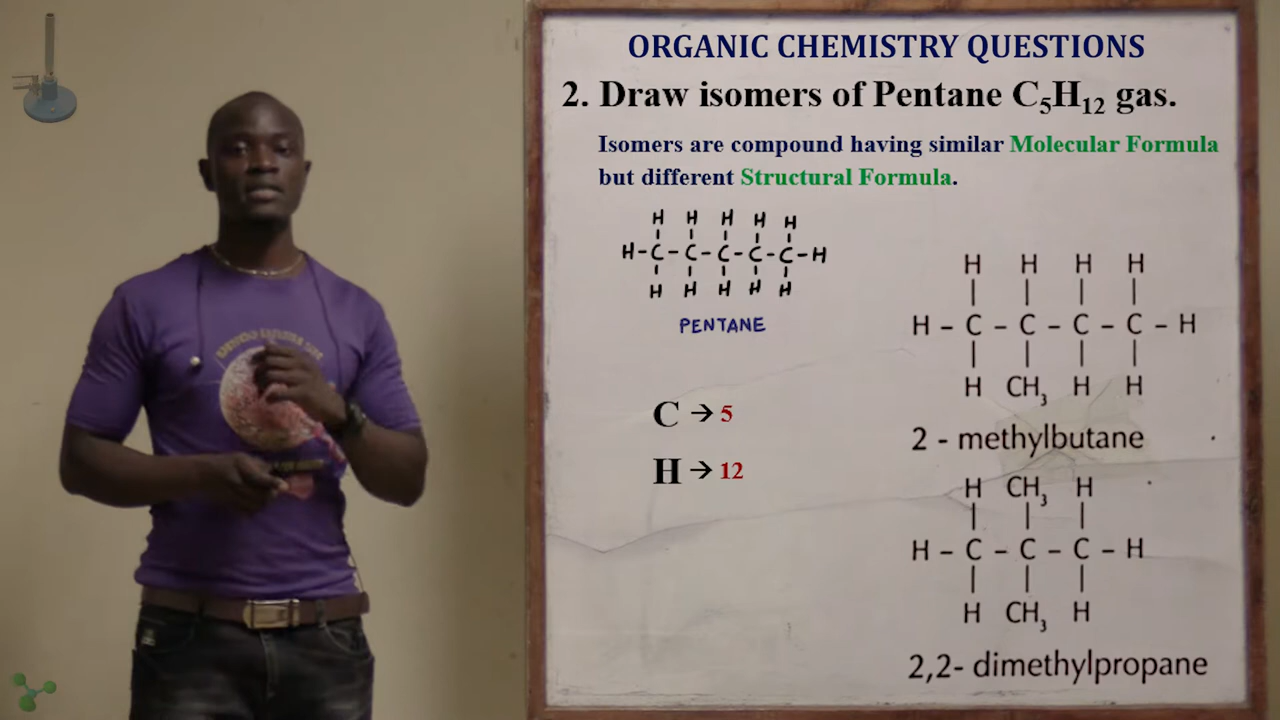 ORGANIC CHEMISTRY QUESTIONS
2. Draw isomers of Pentane C₅H₁₂ gas.
Isomers are compound having similar Molecular Formula
but different Structural Formula.
H H H H H
H-C-C-C-C-C-H
H H H H H
PENTANE
C → 5
H → 12
H H H H
H – C – C – C – C – H
H CH₃ H H
2 - methylbutane
H CH₃ H
H – C – C – C – H
H CH₃ H
2,2- dimethylpropane